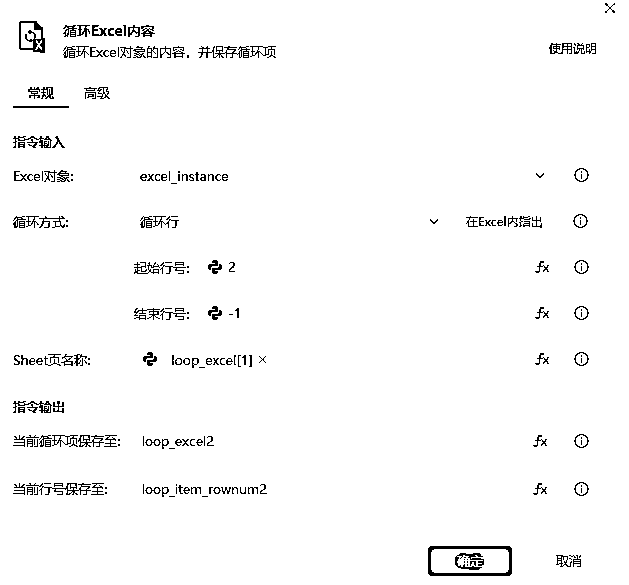 循环Excel内容
循环Excel对象的内容，并保存循环项
使用说明
常规 高级
指令输入
Excel对象: excel_instance
循环方式: 循环行 在Excel内指出
起始行号: 2 fx
结束行号: -1 fx
Sheet页名称: loop_excel[1] × fx
指令输出
当前循环项保存至: loop_excel2 fx
当前行号保存至: loop_item_rownum2 fx
确定 取消